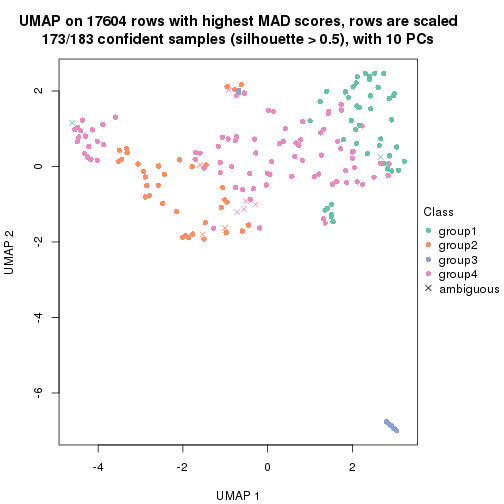 UMAP on 17604 rows with highest MAD scores, rows are scaled
173/183 confident samples (silhouette > 0.5), with 10 PCs
2
0
-2
-4
-6
UMAP 2
-4
-2
0
2
UMAP 1
Class
group1
group2
group3
group4
ambiguous